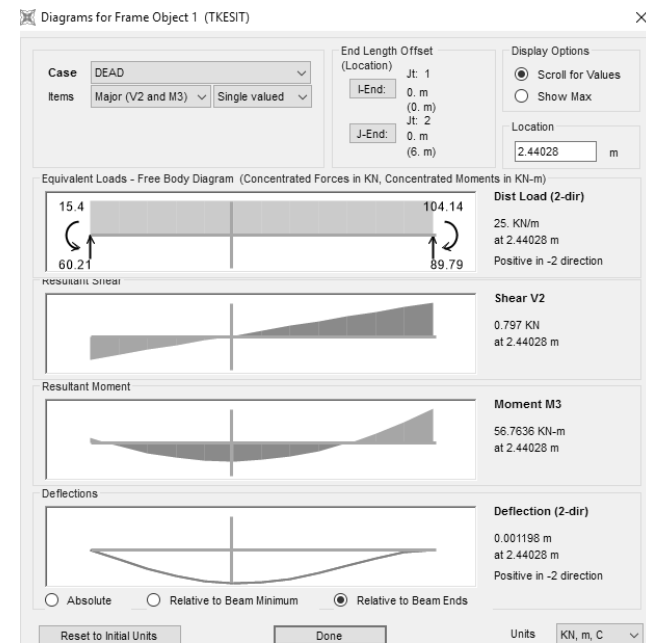 Diagrams for Frame Object 1 (TKESIT)
Case DEAD
Items Major (V2 and M3) Single valued
End Length Offset
(Location)
Jt: 1
I-End: 0. m
(0. m)
Jt: 2
J-End: 0. m
(6. m)
Display Options
Scroll for Values
Show Max
Location
2.44028 m
Equivalent Loads - Free Body Diagram (Concentrated Forces in KN, Concentrated Moments in KN-m)
15.4 104.14
60.21 89.79
Dist Load (2-dir)
25. KN/m
at 2.44028 m
Positive in -2 direction
Resultant Shear
Shear V2
0.797 KN
at 2.44028 m
Resultant Moment
Moment M3
56.7636 KN-m
at 2.44028 m
Deflections
Deflection (2-dir)
0.001198 m
at 2.44028 m
Positive in -2 direction
Absolute Relative to Beam Minimum Relative to Beam Ends
Reset to Initial Units Done Units KN, m, C